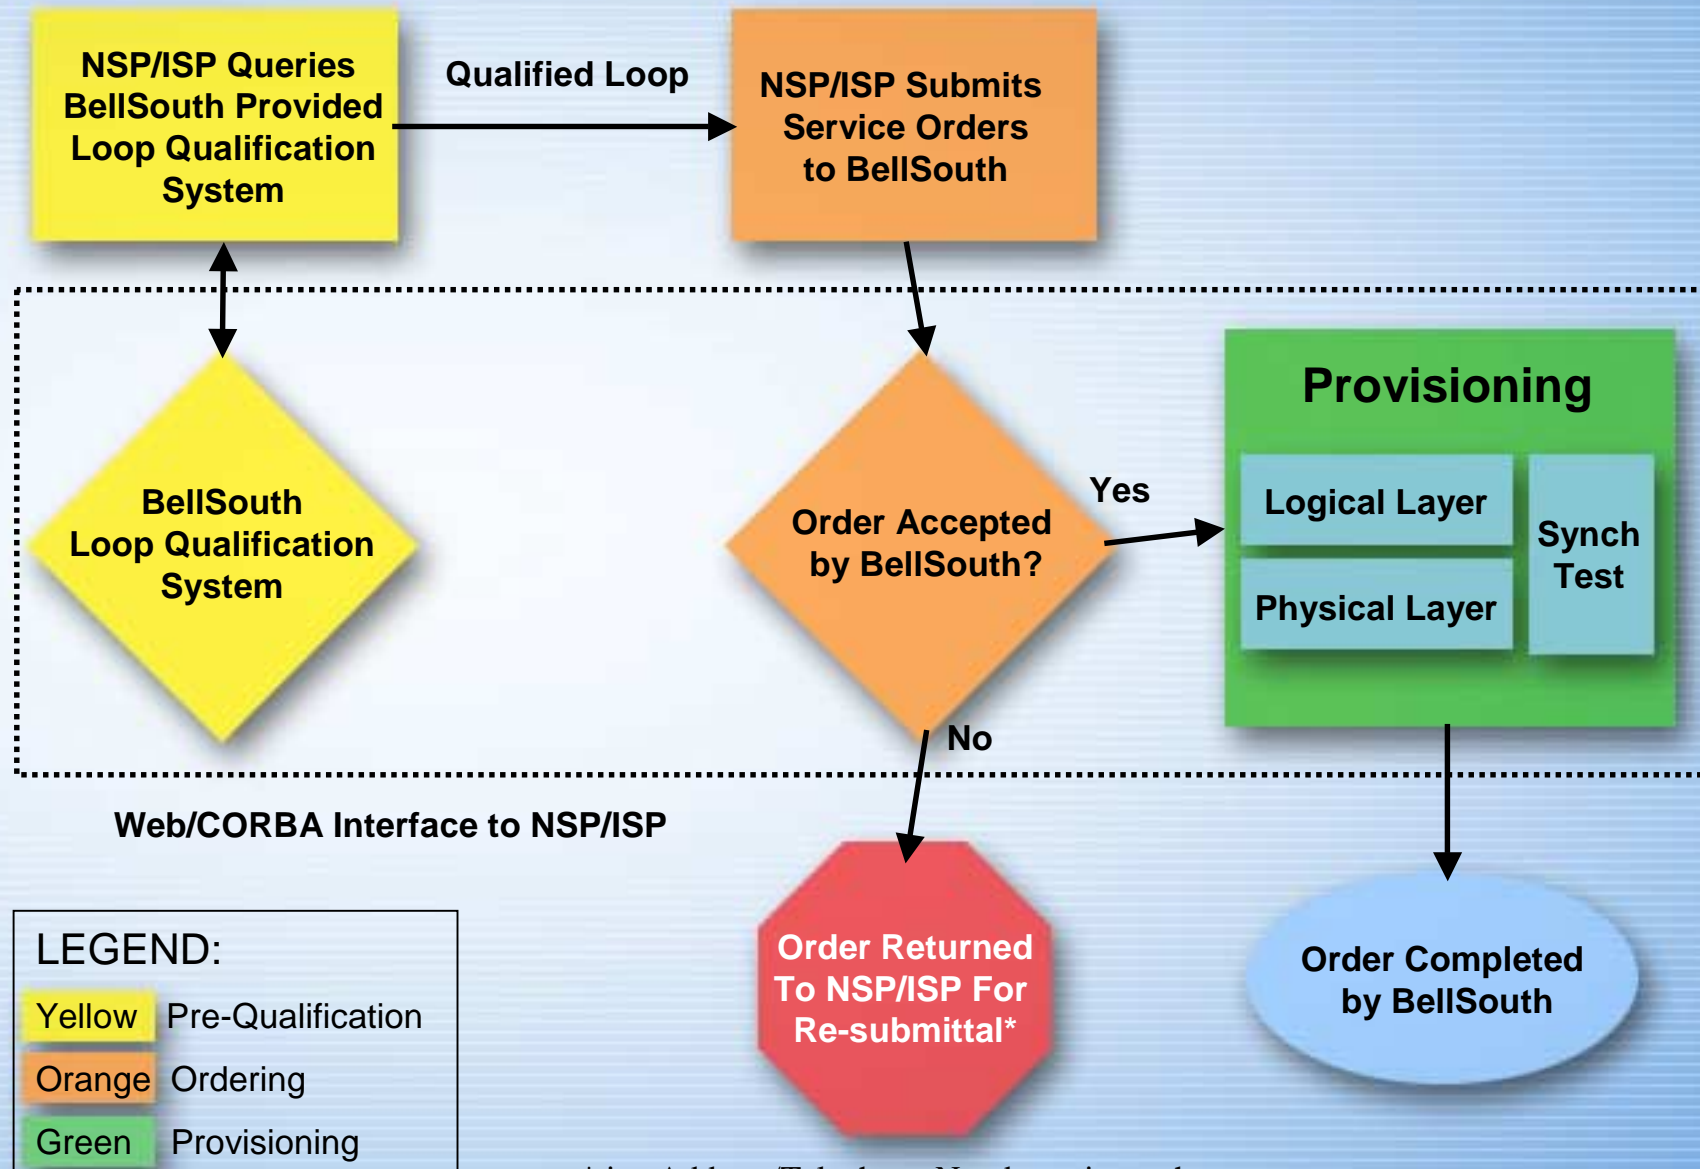 NSP/ISP Queries
BellSouth Provided
Loop Qualification
System
Qualified Loop
NSP/ISP Submits
Service Orders
to BellSouth
BellSouth
Loop Qualification
System
Order Accepted
by BellSouth?
Yes
No
Provisioning
Logical Layer
Physical Layer
Synch
Test
Web/CORBA Interface to NSP/ISP
Order Returned
To NSP/ISP For
Re-submittal*
Order Completed
by BellSouth
LEGEND:
Yellow Pre-Qualification
Orange Ordering
Green Provisioning